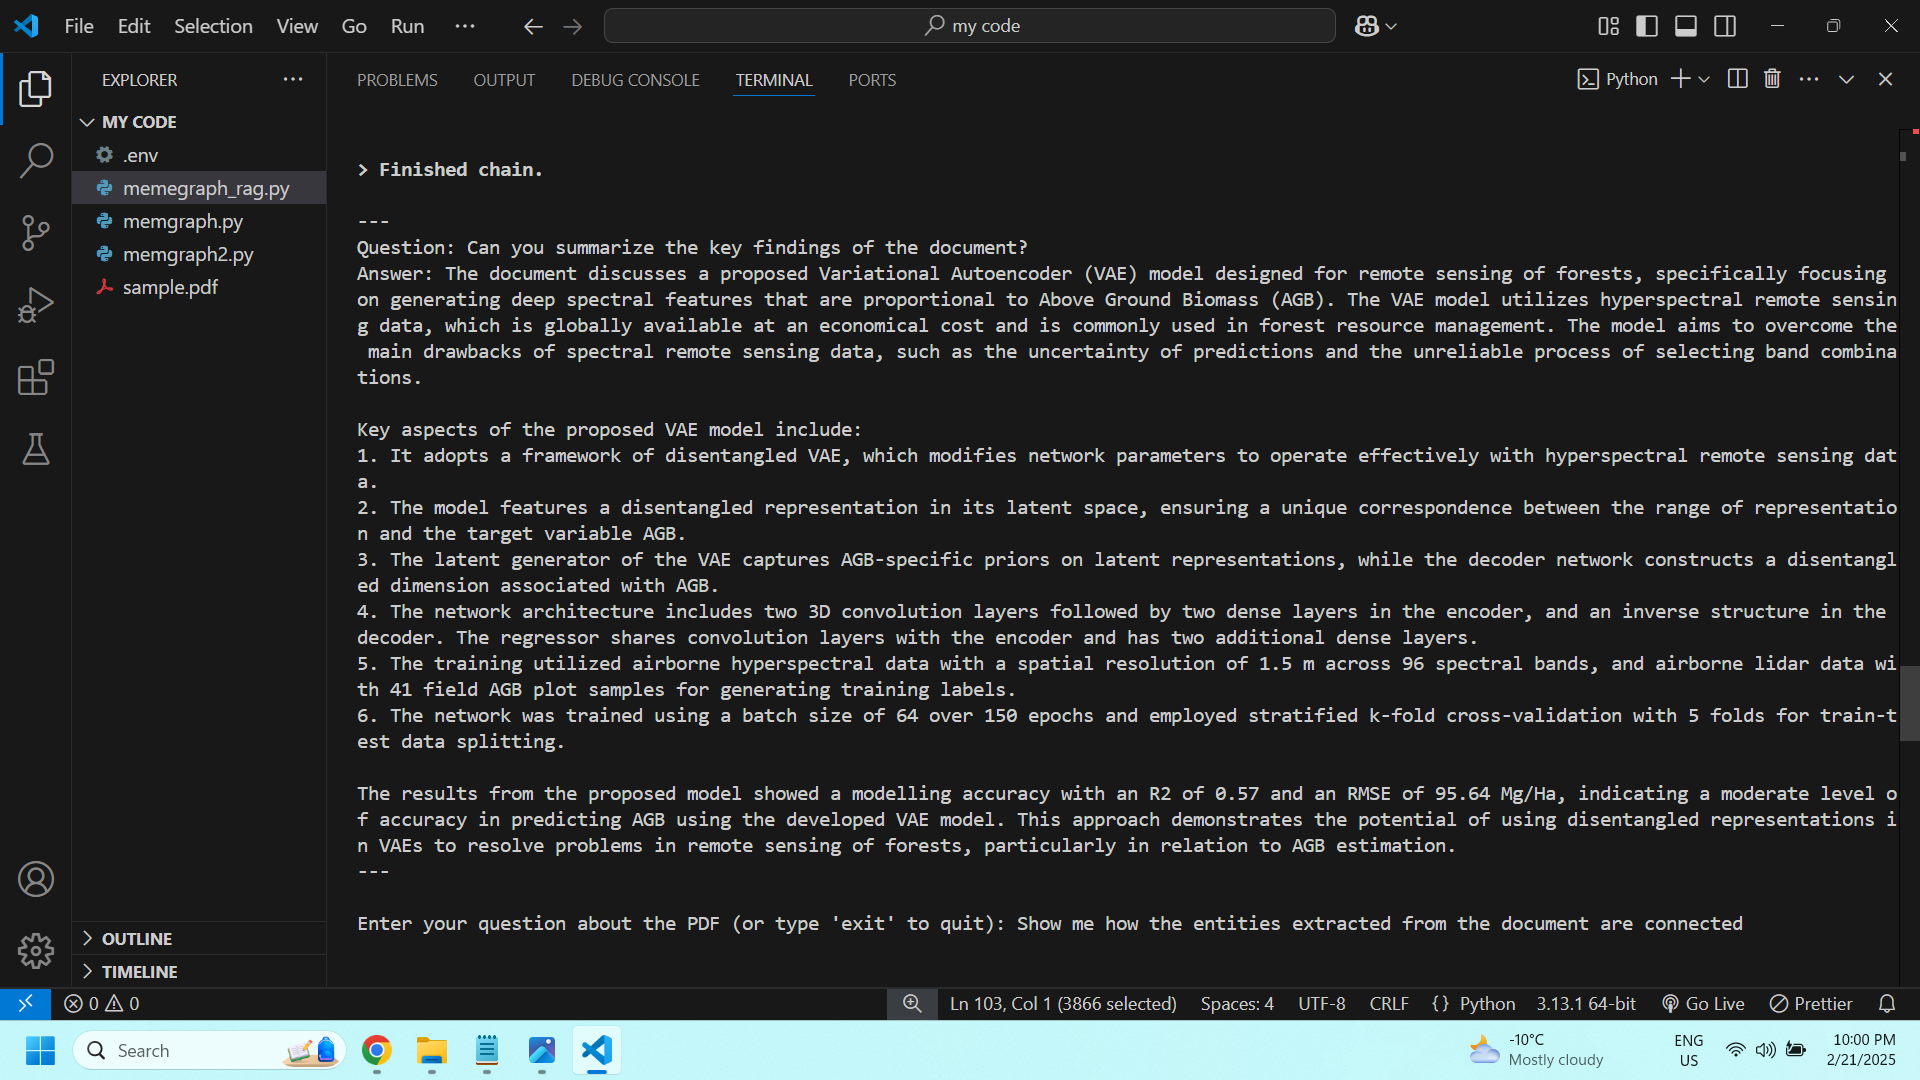 File Edit Selection View Go Run ···
my code
EXPLORER
MY CODE
.env
memegraph_rag.py
memgraph.py
memgraph2.py
sample.pdf
OUTLINE
TIMELINE
PROBLEMS OUTPUT DEBUG CONSOLE TERMINAL PORTS
Python
> Finished chain.
---
Question: Can you summarize the key findings of the document?
Answer: The document discusses a proposed Variational Autoencoder (VAE) model designed for remote sensing of forests, specifically focusing
on generating deep spectral features that are proportional to Above Ground Biomass (AGB). The VAE model utilizes hyperspectral remote sensin
g data, which is globally available at an economical cost and is commonly used in forest resource management. The model aims to overcome the
main drawbacks of spectral remote sensing data, such as the uncertainty of predictions and the unreliable process of selecting band combina
tions.
Key aspects of the proposed VAE model include:
1. It adopts a framework of disentangled VAE, which modifies network parameters to operate effectively with hyperspectral remote sensing dat
a.
2. The model features a disentangled representation in its latent space, ensuring a unique correspondence between the range of representatio
n and the target variable AGB.
3. The latent generator of the VAE captures AGB-specific priors on latent representations, while the decoder network constructs a disentangl
ed dimension associated with AGB.
4. The network architecture includes two 3D convolution layers followed by two dense layers in the encoder, and an inverse structure in the
decoder. The regressor shares convolution layers with the encoder and has two additional dense layers.
5. The training utilized airborne hyperspectral data with a spatial resolution of 1.5 m across 96 spectral bands, and airborne lidar data wi
th 41 field AGB plot samples for generating training labels.
6. The network was trained using a batch size of 64 over 150 epochs and employed stratified k-fold cross-validation with 5 folds for train-t
est data splitting.
The results from the proposed model showed a modelling accuracy with an R2 of 0.57 and an RMSE of 95.64 Mg/Ha, indicating a moderate level o
f accuracy in predicting AGB using the developed VAE model. This approach demonstrates the potential of using disentangled representations i
n VAEs to resolve problems in remote sensing of forests, particularly in relation to AGB estimation.
---
Enter your question about the PDF (or type 'exit' to quit): Show me how the entities extracted from the document are connected
0 0
Ln 103, Col 1 (3866 selected) Spaces: 4 UTF-8 CRLF {} Python 3.13.1 64-bit Go Live Prettier
Search
-10°C
Mostly cloudy
ENG
US
10:00 PM
2/21/2025